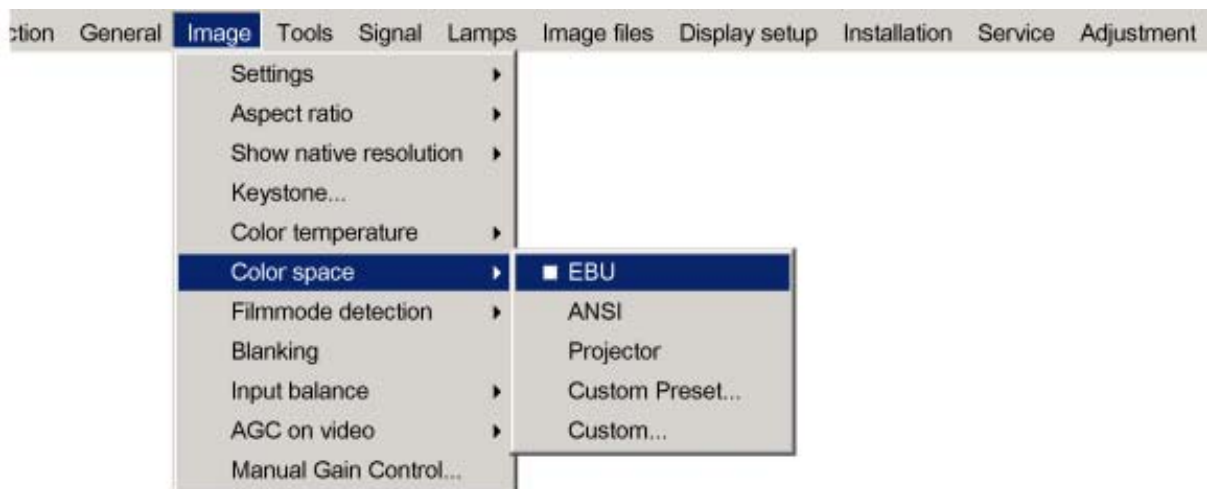 ction General Image Tools Signal Lamps Image files Display setup Installation Service Adjustment
Settings
Aspect ratio
Show native resolution
Keystone...
Color temperature
Color space
Filmmode detection
Blanking
Input balance
AGC on video
Manual Gain Control...
EBU
ANSI
Projector
Custom Preset...
Custom...